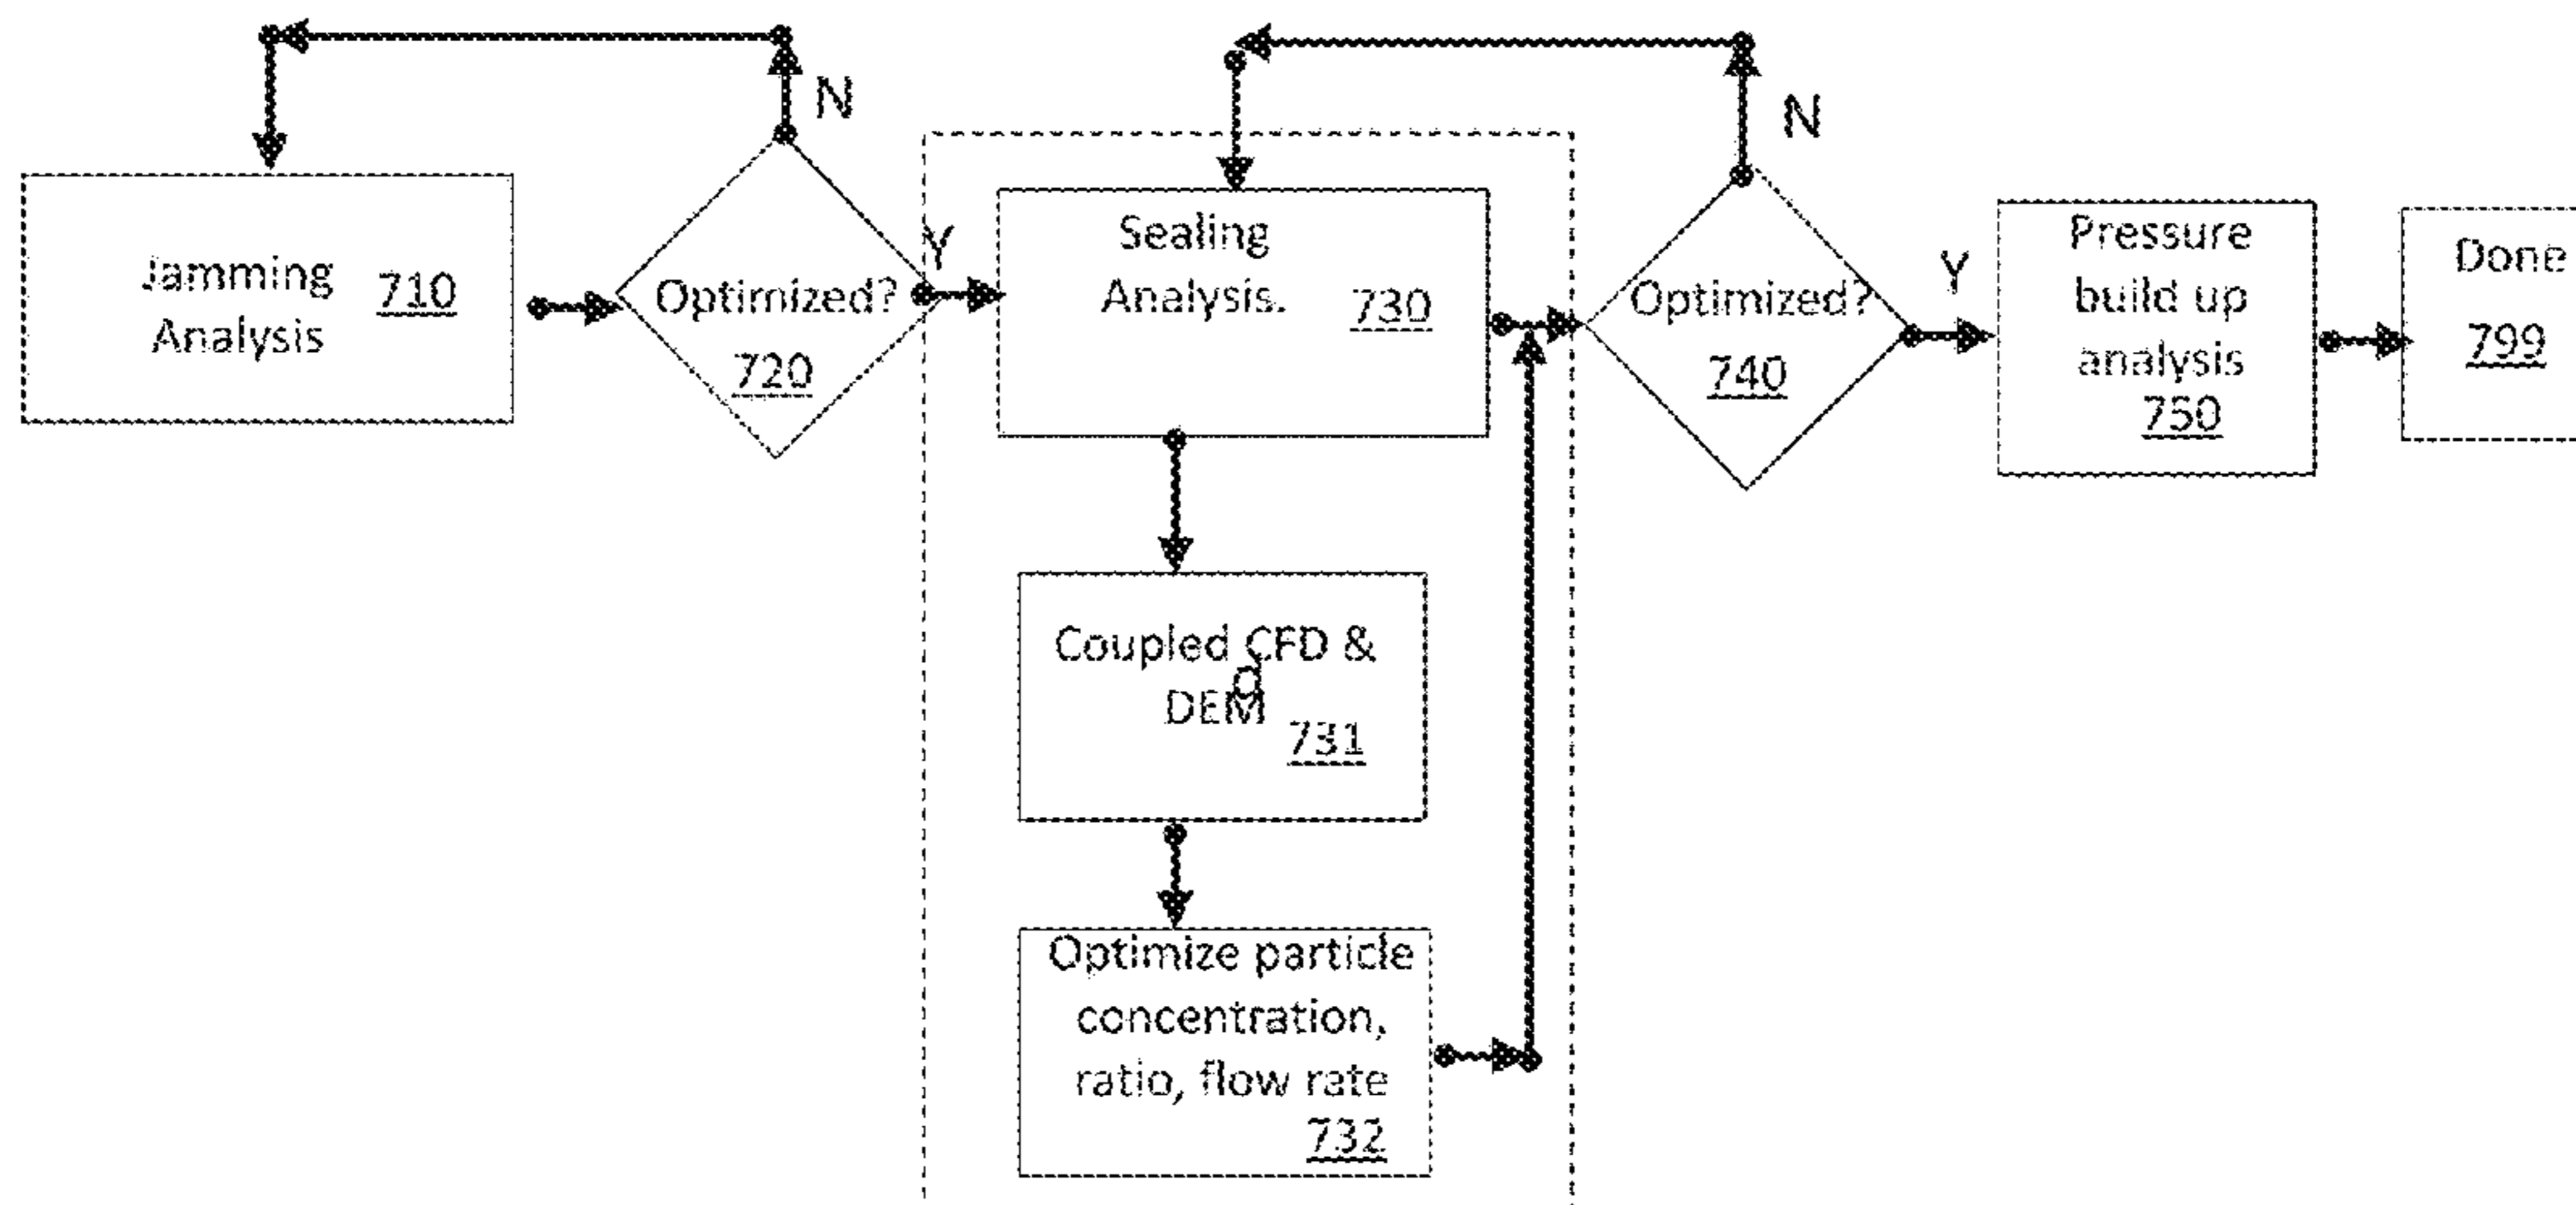 N
Jamming
Analysis
710
Optimized?
720
Y
Sealing
Analysis.
730
N
Optimized?
740
Y
Pressure
build up
analysis
750
Done
799
Coupled CFD &
d
DEM
731
Optimize particle
concentration,
ratio, flow rate
732